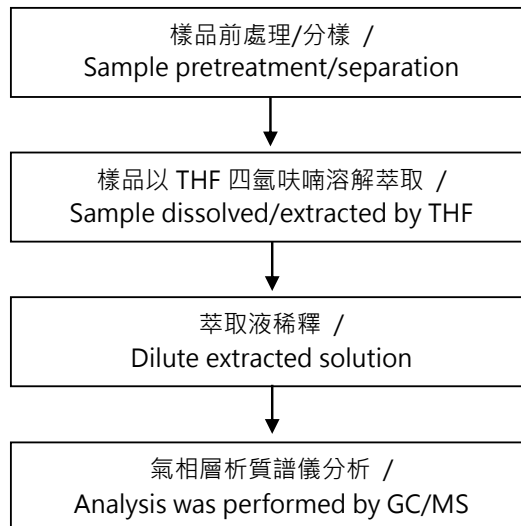 樣品前處理/分樣 /
Sample pretreatment/separation
樣品以 THF 四氫呋喃溶解萃取 /
Sample dissolved/extracted by THF
萃取液稀釋 /
Dilute extracted solution
氣相層析質譜儀分析 /
Analysis was performed by GC/MS